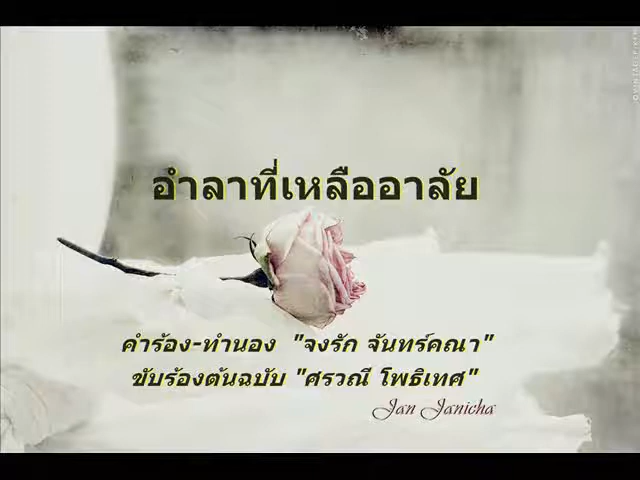 อำลาที่เหลืออาลัย
คำร้อง-ทำนอง "จงรัก จันทร์คณา"
ขับร้องต้นฉบับ "ศรวณี โพธิเทศ"
Jan Janicha